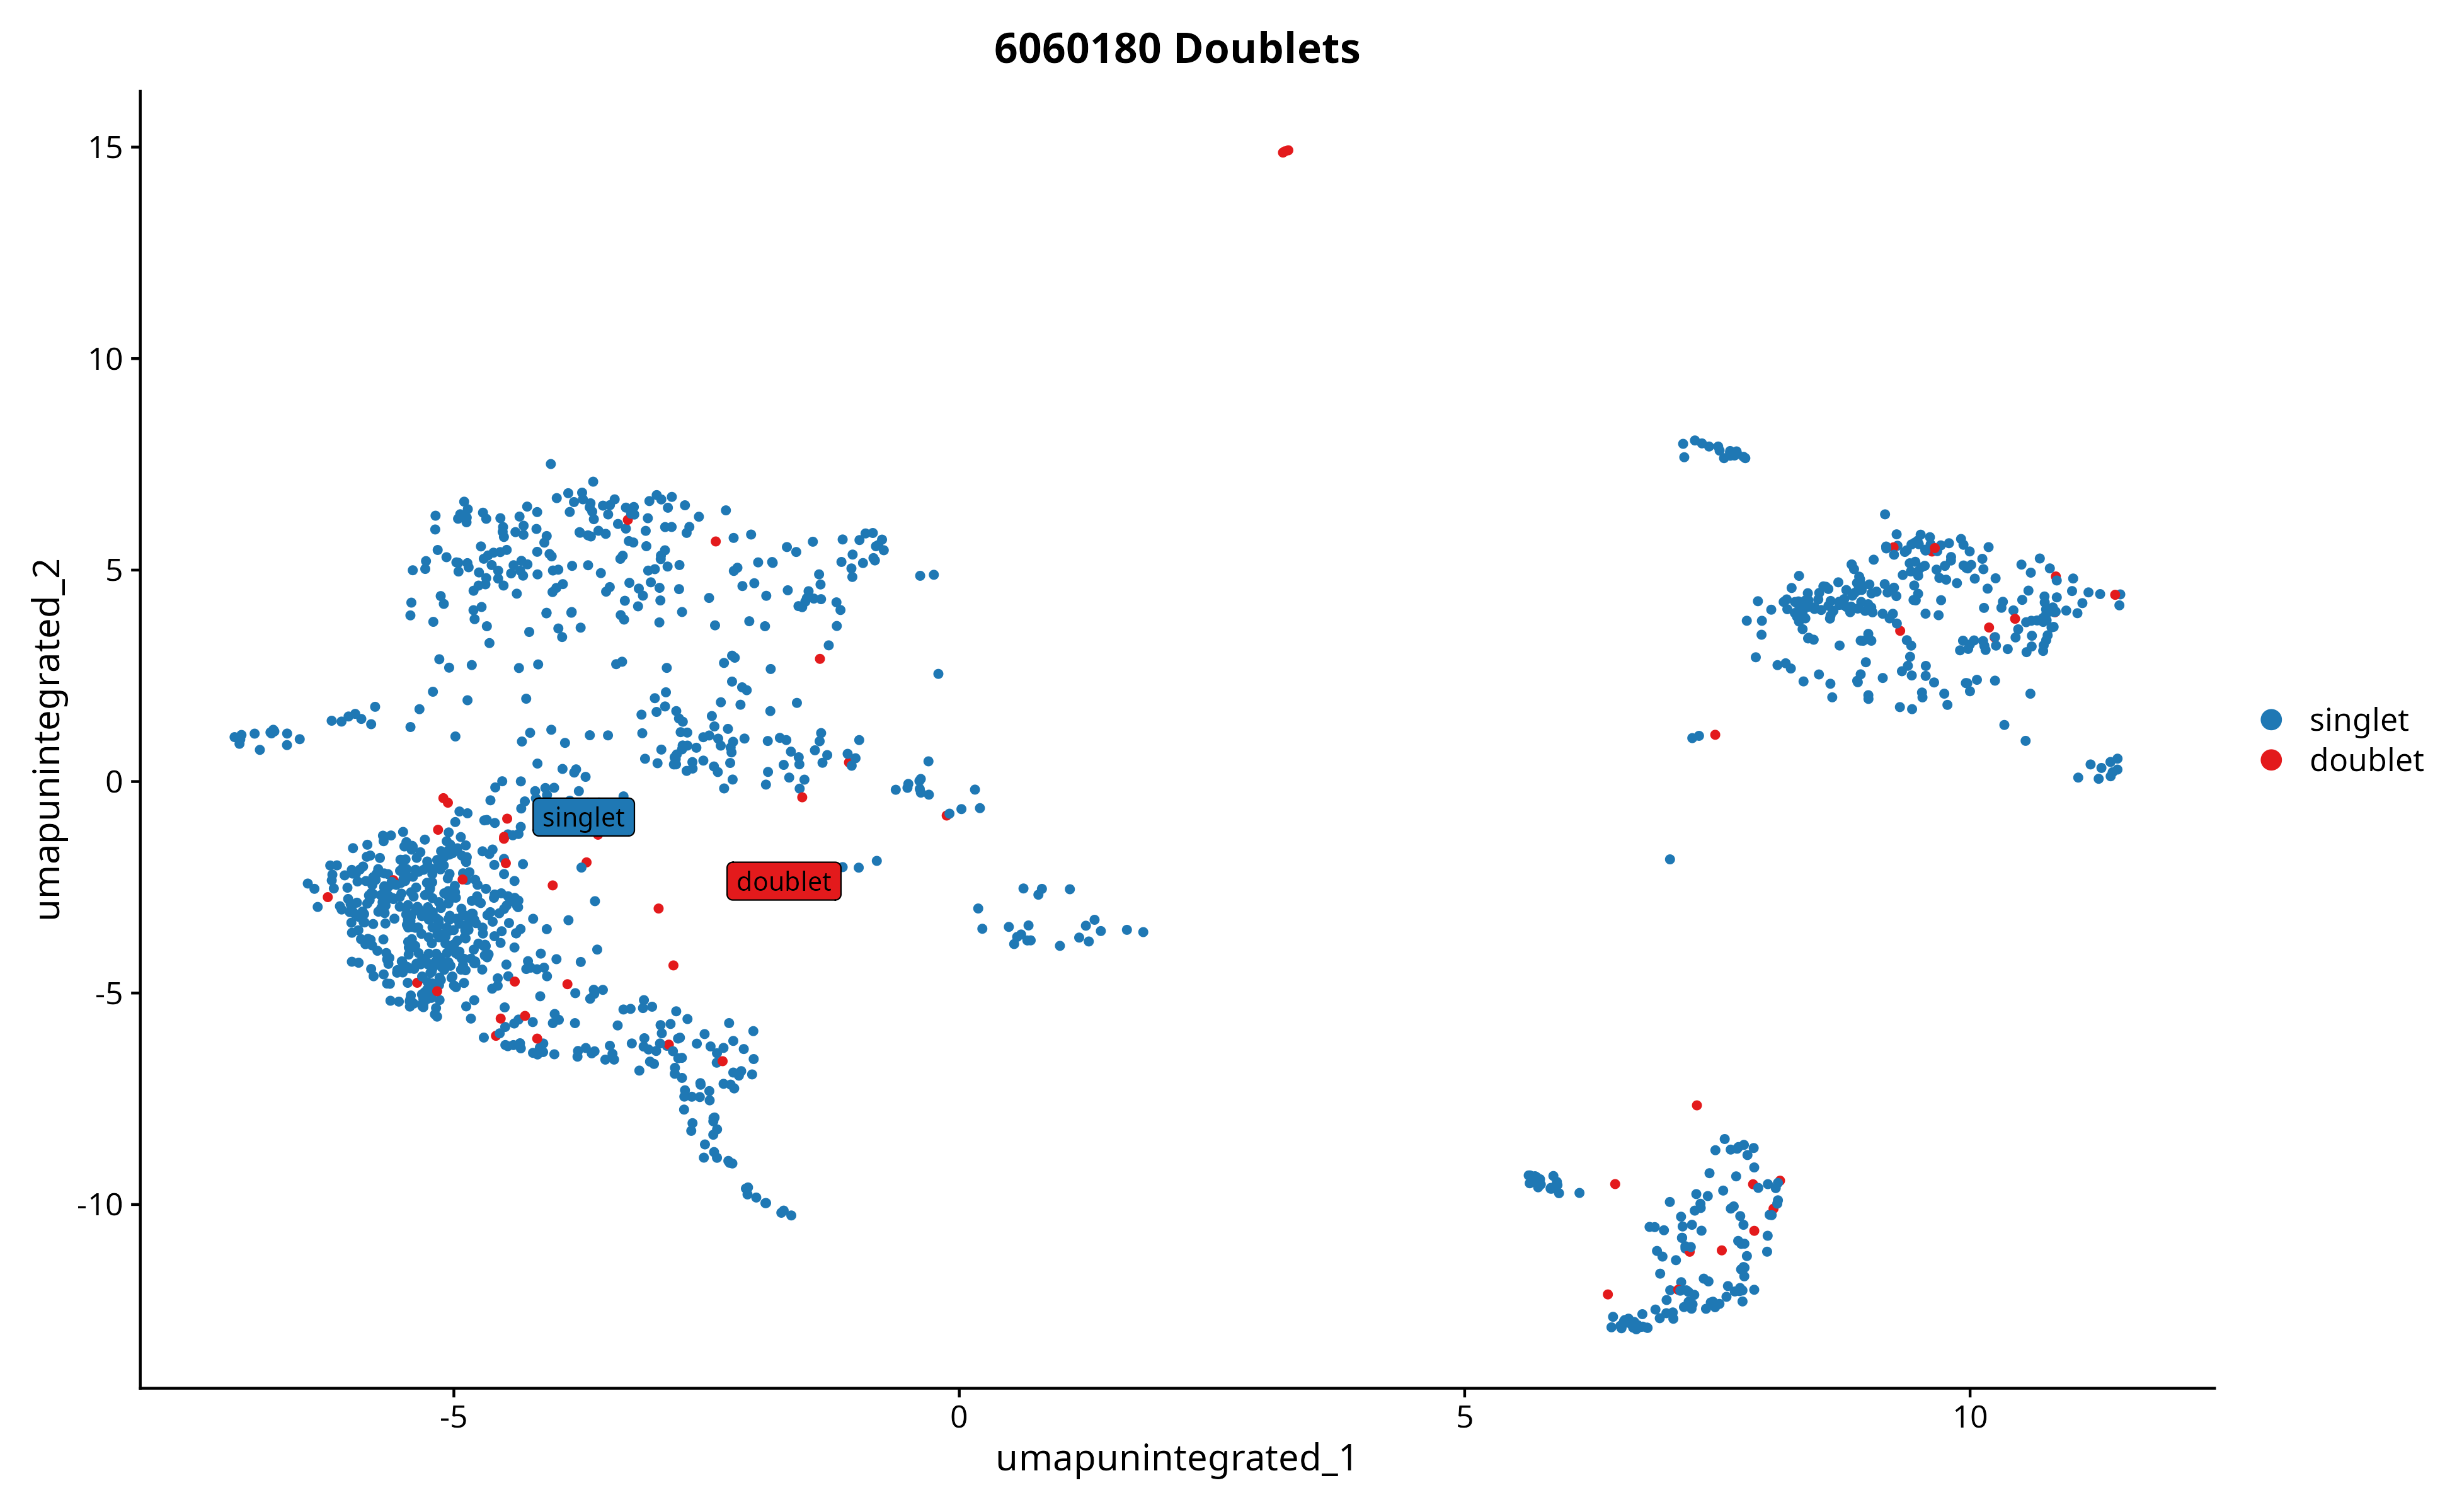 6060180 Doublets
15
10
5
0
-5
-10
umapunintegrated_2
singlet
doublet
singlet
doublet
-5
0
5
10
umapunintegrated_1